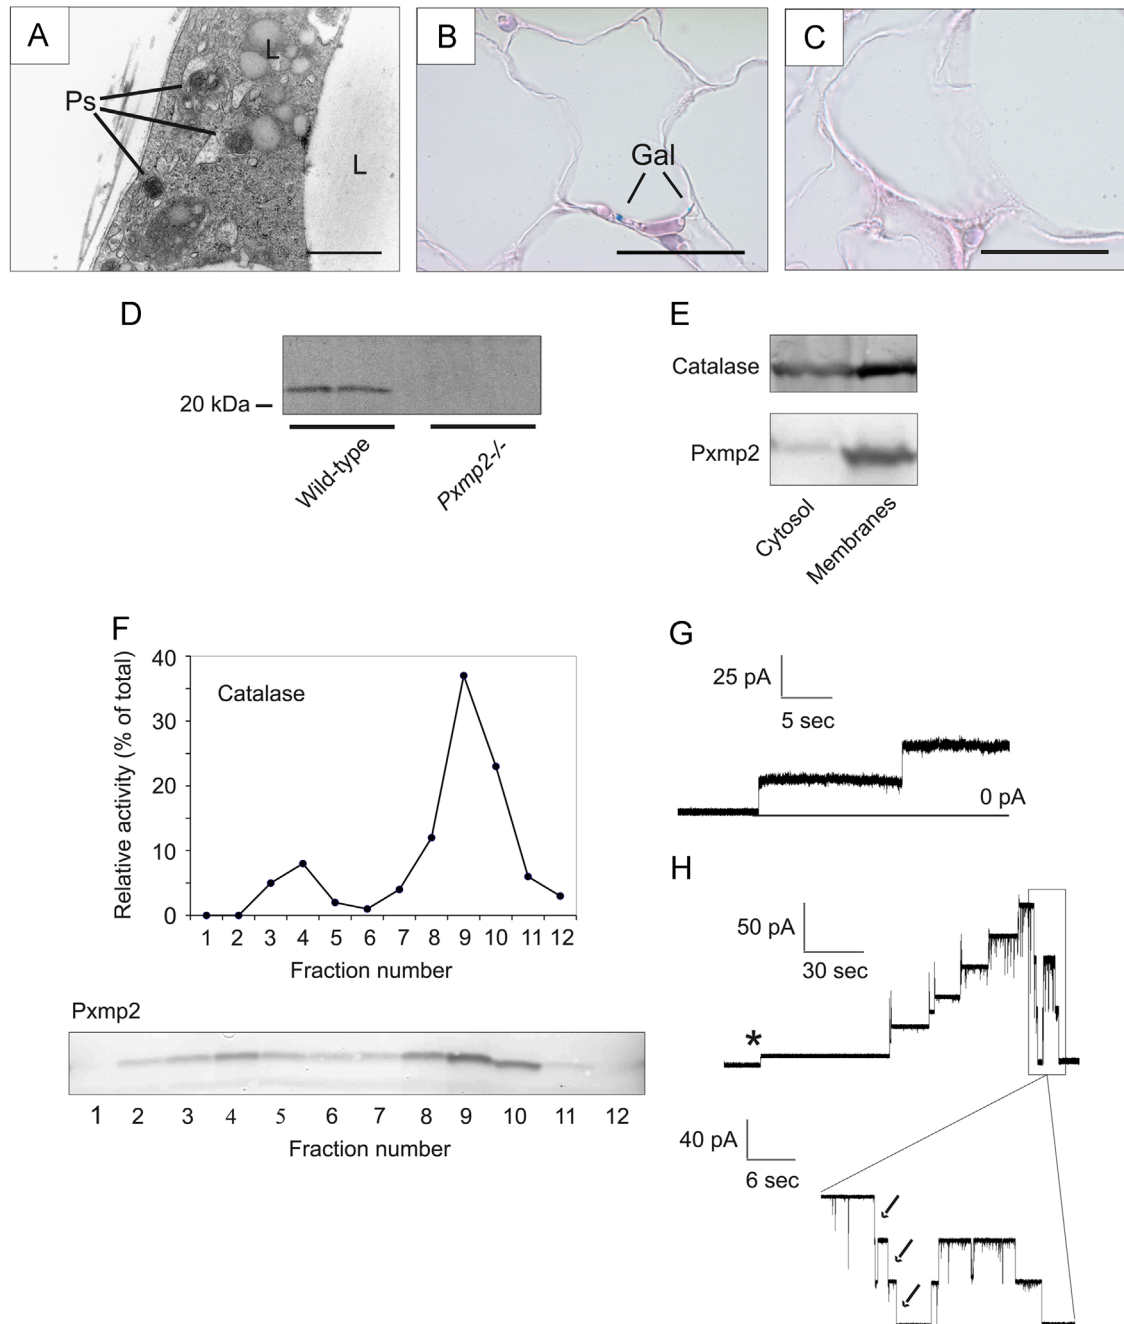 A
L
Ps
L
B
Gal
C
D
20 kDa
Wild-type
Pxmp2-/-
E
Catalase
Pxmp2
Cytosol
Membranes
F
Relative activity (% of total)
40
30
20
10
0
Catalase
1 2 3 4 5 6 7 8 9 10 11 12
Fraction number
Pxmp2
1 2 3 4 5 6 7 8 9 10 11 12
Fraction number
G
25 pA
5 sec
0 pA
H
50 pA
30 sec
*
40 pA
6 sec